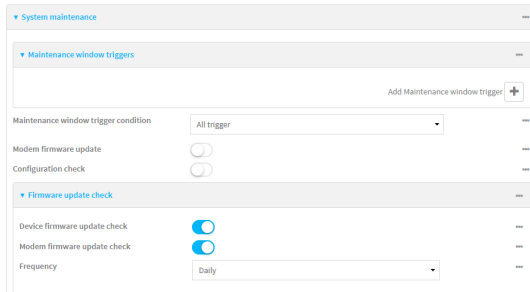 System maintenance
Maintenance window triggers
Add Maintenance window trigger
Maintenance window trigger condition
All trigger
Modem firmware update
Configuration check
Firmware update check
Device firmware update check
Modem firmware update check
Frequency
Daily